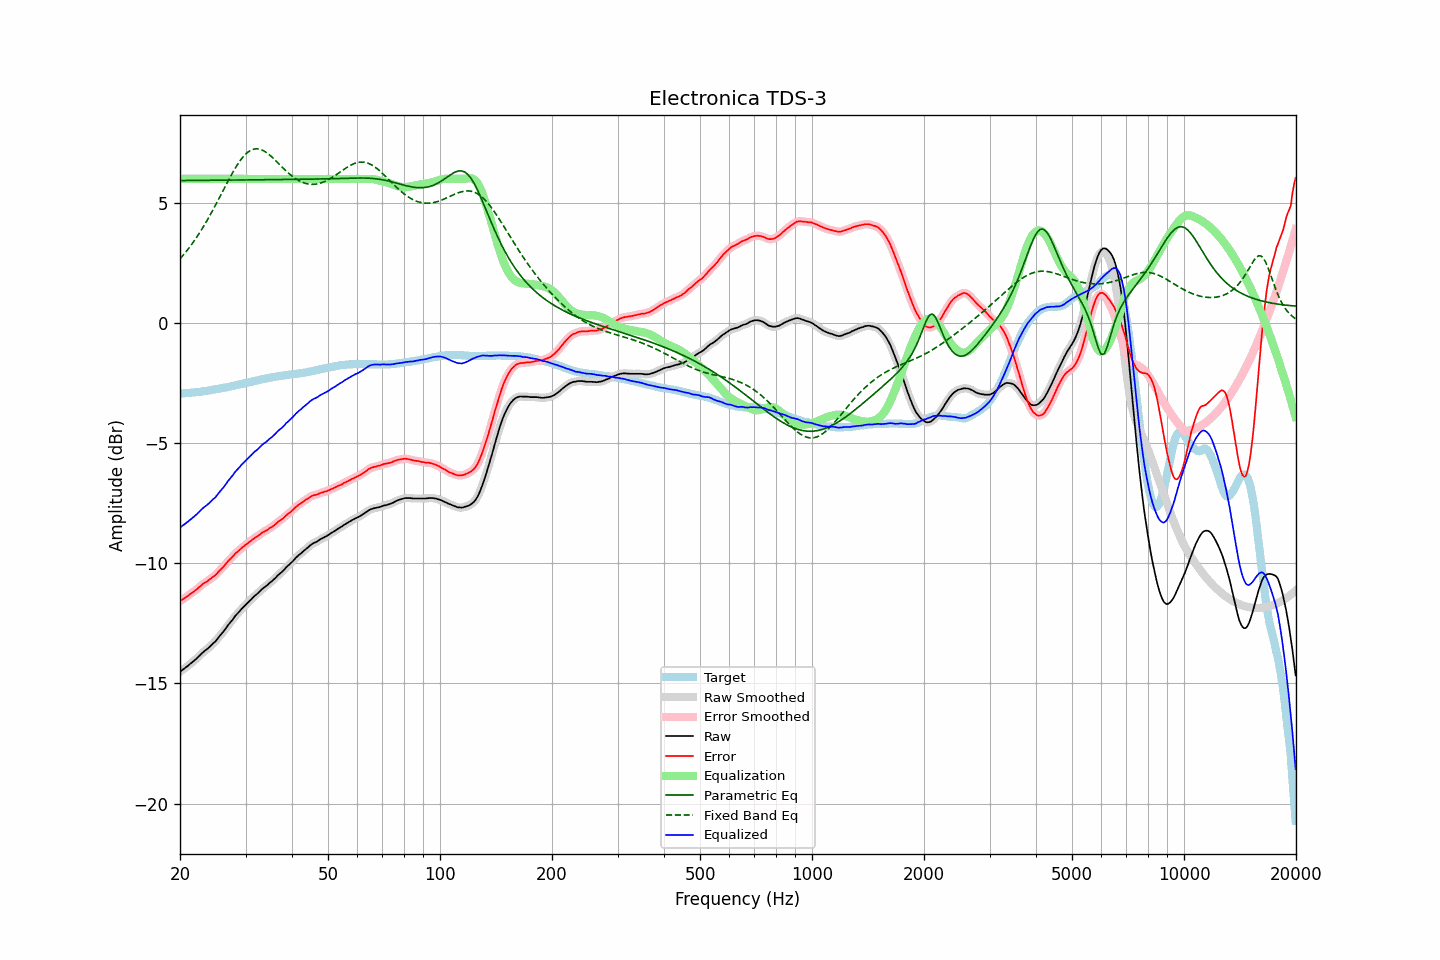 Electronica TDS-3
Amplitude (dBr)
5
0
−5
−10
−15
−20
20 50 100 200 500 1000 2000 5000 10000 20000
Frequency (Hz)
Target
Raw Smoothed
Error Smoothed
Raw
Error
Equalization
Parametric Eq
Fixed Band Eq
Equalized